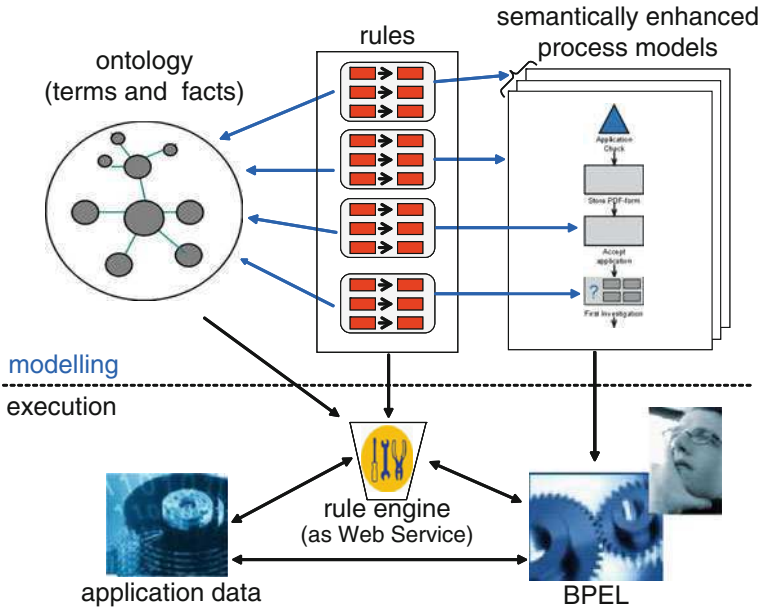 semantically enhanced
process models
rules
ontology
(terms and facts)
Application
Check
Store PDF-form
Accept
application
?
First Investigation
modelling
execution
rule engine
(as Web Service)
application data
BPEL